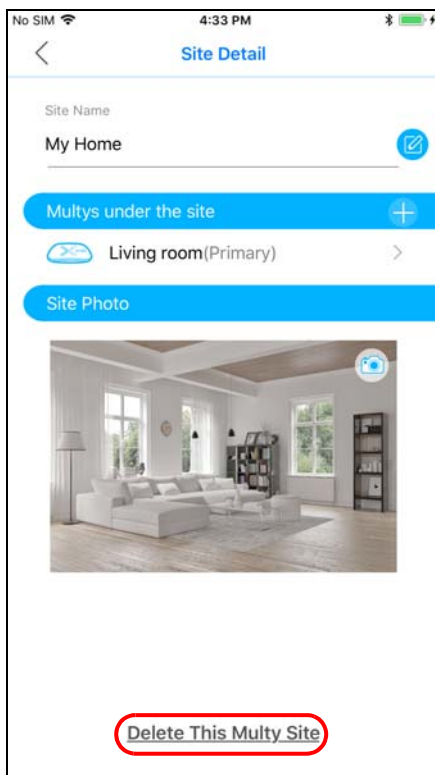 No SIM 4:33 PM
Site Detail
Site Name
My Home
Multys under the site
Living room(Primary)
Site Photo
Delete This Multy Site